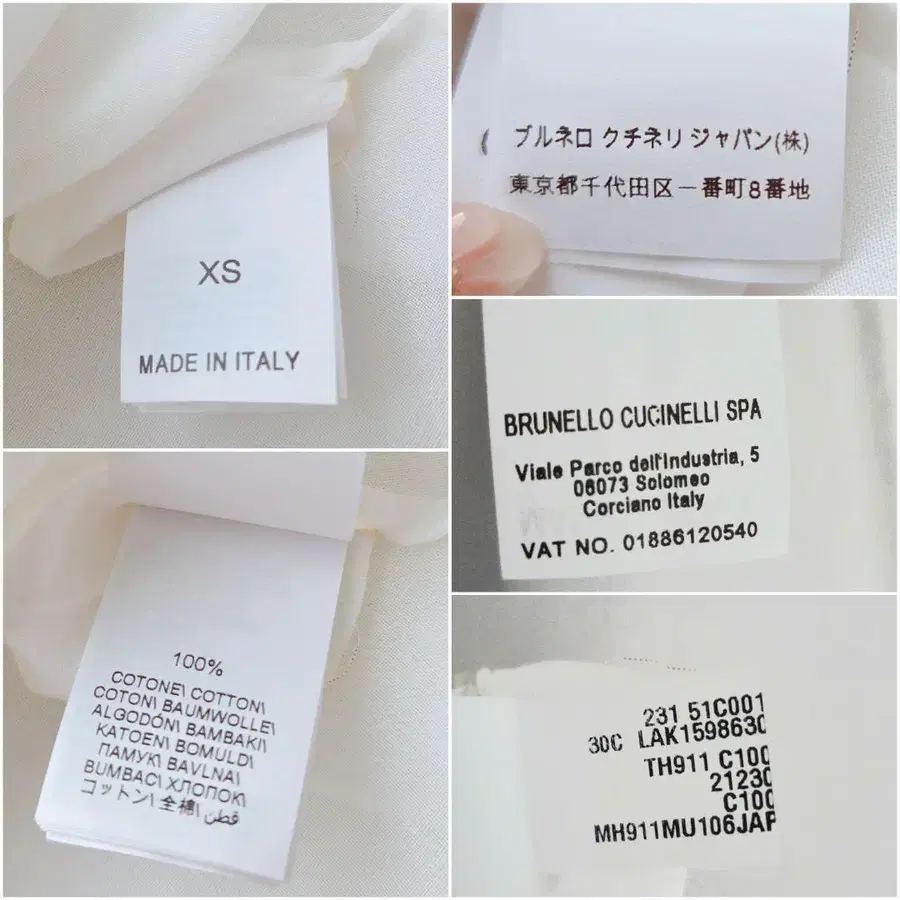 XS
MADE IN ITALY
ブルネロ クチネリ ジャパン(株)
東京都千代田区一番町8番地
BRUNELLO CUCINELLI SPA
Viale Parco dell'Industria, 5
06073 Solomeo
Corciano Italy
VAT NO. 01886120540
100%
COTONE\ COTTON\
COTON\ BAUMWOLLE\
ALGODÓN\ BAMBAKI\
KATOEN\ BOMULD\
ПАМУК\ BAVLNA\
BUMBAC\ ХЛОПОК\
コットン\ 全棉\ قطن
231 51C001
30C LAK1598630
TH911 C100
21230
C100
MH911MU106JAP